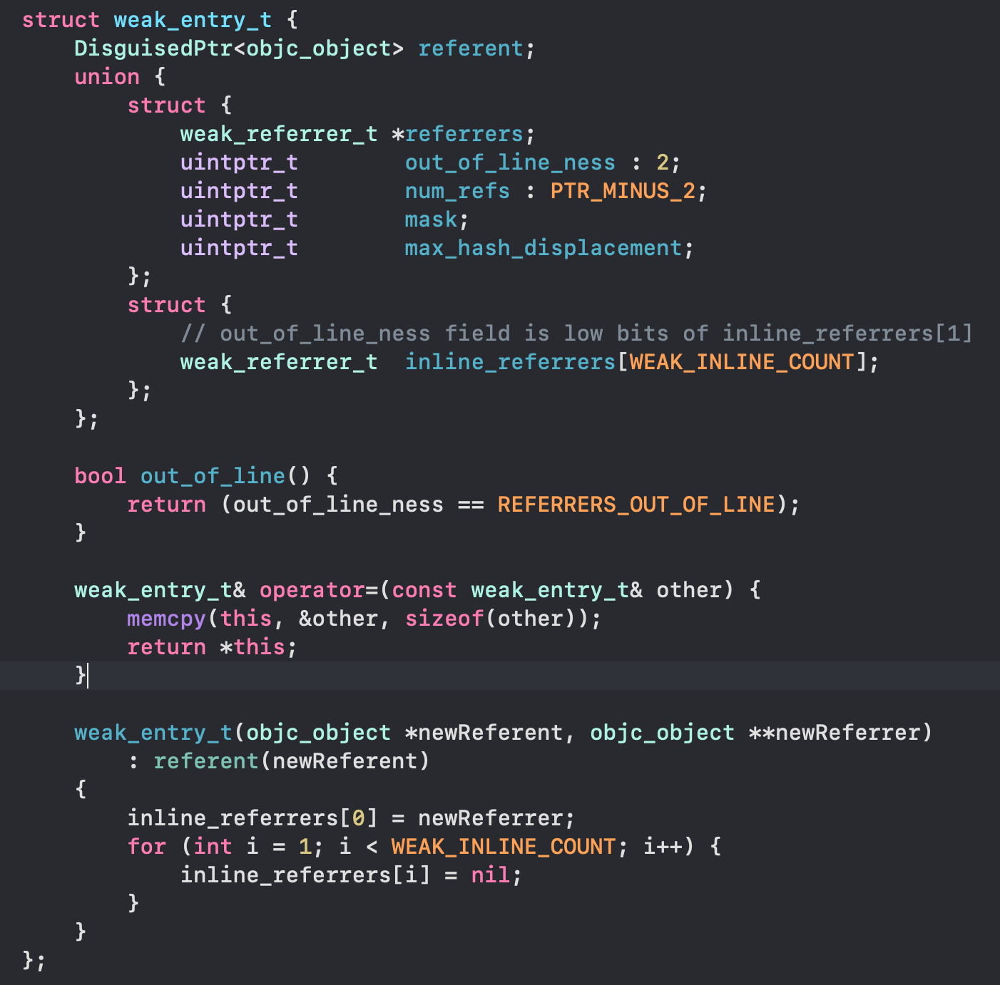 struct weak_entry_t {
    DisguisedPtr<objc_object> referent;
    union {
        struct {
            weak_referrer_t *referrers;
            uintptr_t        out_of_line_ness : 2;
            uintptr_t        num_refs : PTR_MINUS_2;
            uintptr_t        mask;
            uintptr_t        max_hash_displacement;
        };
        struct {
            // out_of_line_ness field is low bits of inline_referrers[1]
            weak_referrer_t  inline_referrers[WEAK_INLINE_COUNT];
        };
    };

    bool out_of_line() {
        return (out_of_line_ness == REFERRERS_OUT_OF_LINE);
    }

    weak_entry_t& operator=(const weak_entry_t& other) {
        memcpy(this, &other, sizeof(other));
        return *this;
    }

    weak_entry_t(objc_object *newReferent, objc_object **newReferrer)
        : referent(newReferent)
    {
        inline_referrers[0] = newReferrer;
        for (int i = 1; i < WEAK_INLINE_COUNT; i++) {
            inline_referrers[i] = nil;
        }
    }
};